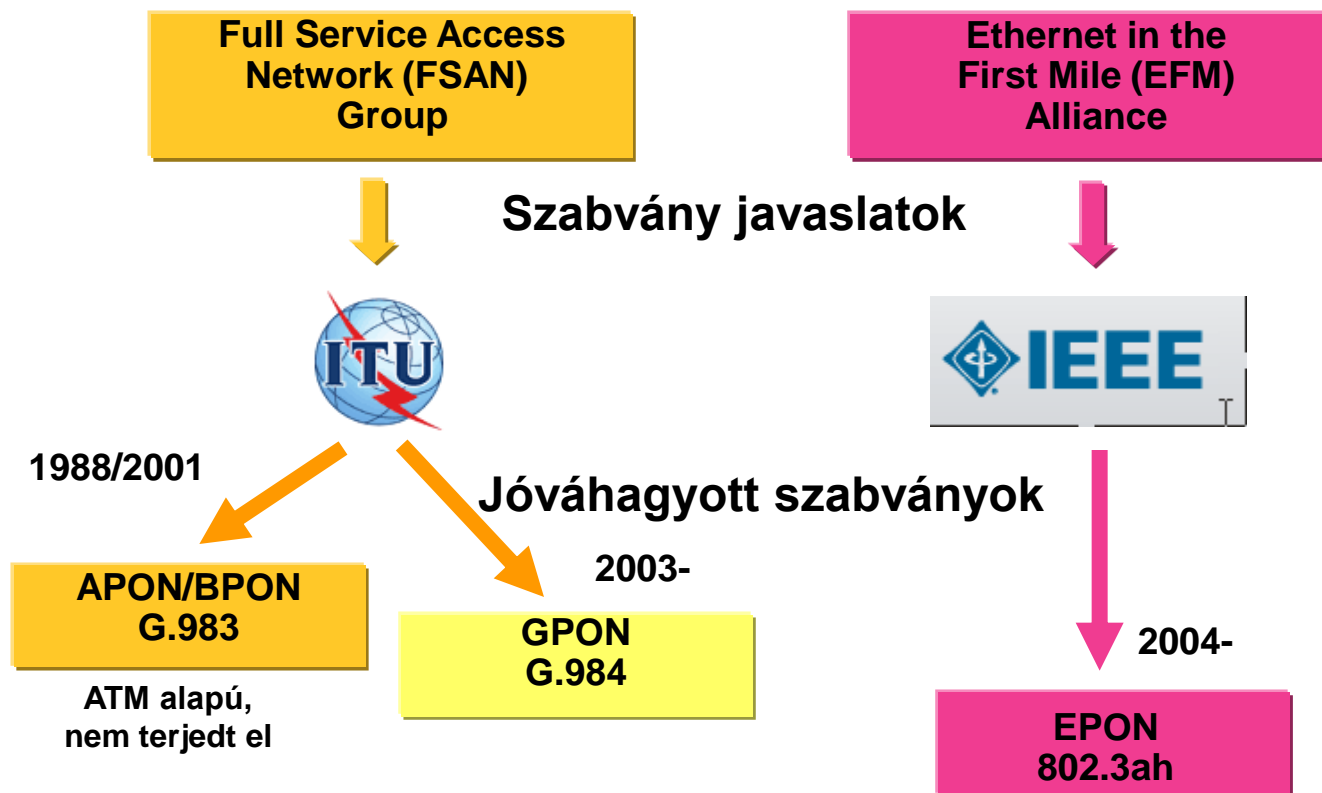 Full Service Access
Network (FSAN)
Group
Ethernet in the
First Mile (EFM)
Alliance
Szabvány javaslatok
ITU
IEEE
1988/2001
Jóváhagyott szabványok
2003-
APON/BPON
G.983
GPON
G.984
2004-
ATM alapú,
nem terjedt el
EPON
802.3ah